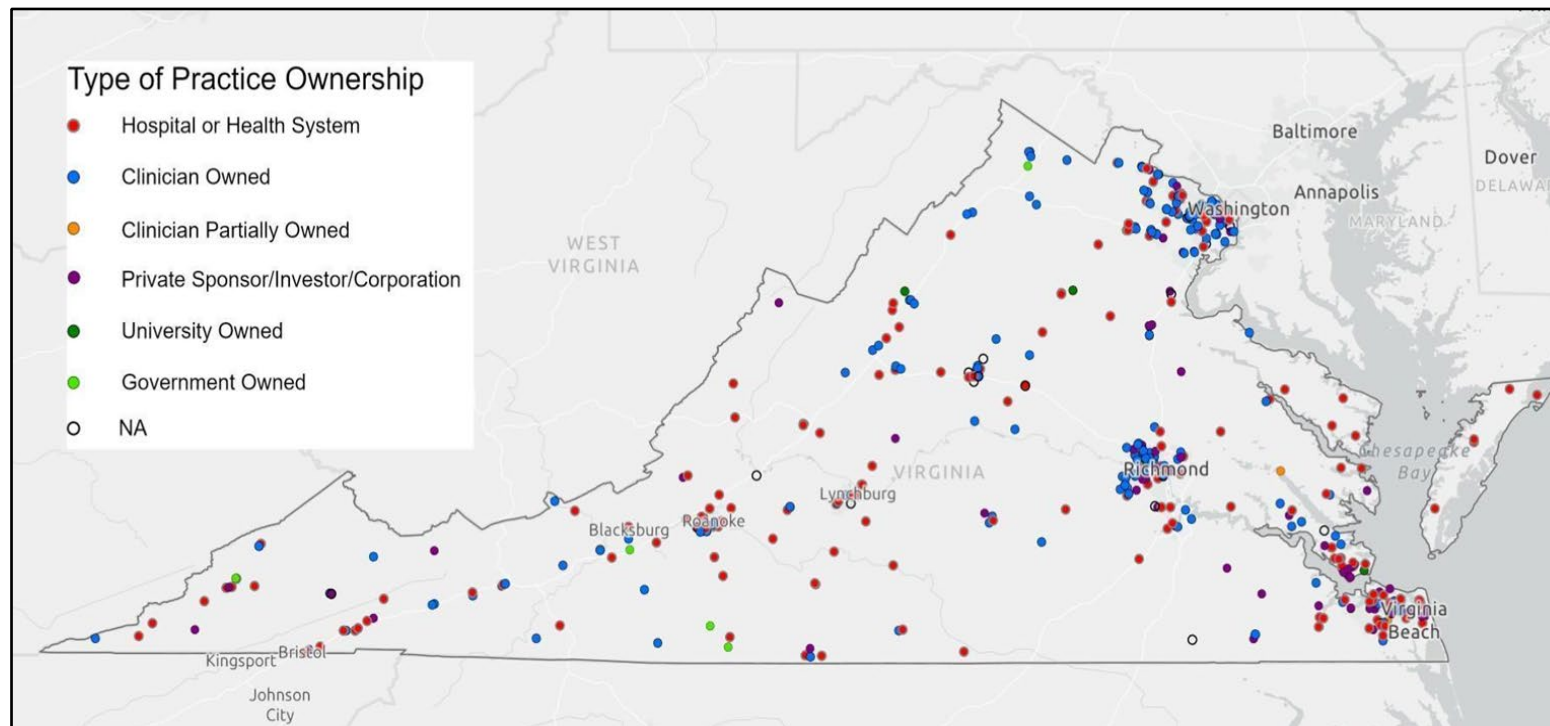 Type of Practice Ownership
Hospital or Health System
Clinician Owned
Clinician Partially Owned
Private Sponsor/Investor/Corporation
University Owned
Government Owned
NA
Baltimore
Dover
Annapolis
DELAWA
MARYLAND
Washington
WEST
VIRGINIA
Chesapeake
Bay
Richmond
VIRGINIA
Lynchburg
Blacksburg
Roanoke
Virginia
Beach
Kingsport
Bristol
Johnson
City